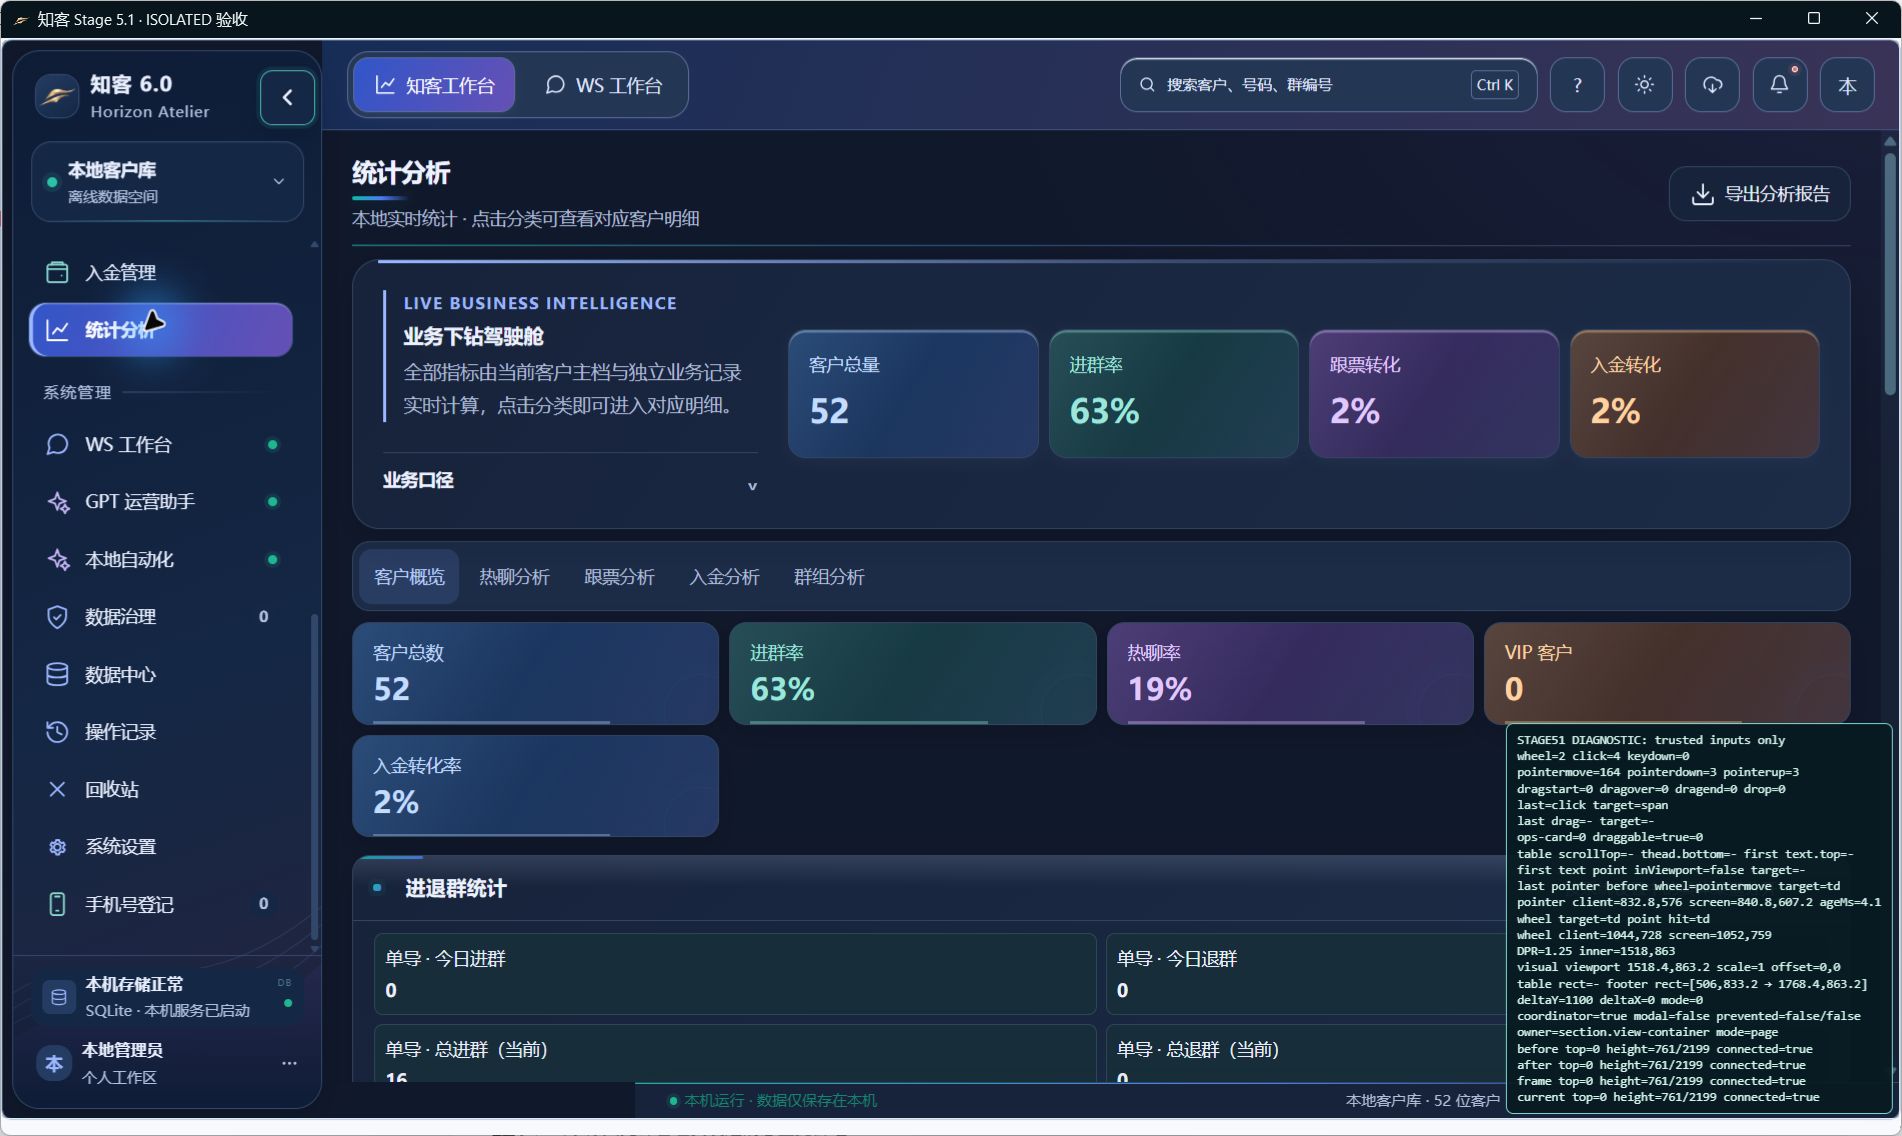 知客 Stage 5.1 · ISOLATED 验收
知客 6.0
Horizon Atelier
本地客户库
离线数据空间
入金管理
统计分析
系统管理
WS 工作台
GPT 运营助手
本地自动化
数据治理 0
数据中心
操作记录
回收站
系统设置
手机号登记 0
本机存储正常 DB
SQLite · 本机服务已启动
本 本地管理员 ...
个人工作区
知客工作台 WS 工作台
搜索客户、号码、群编号 Ctrl K ? 本
统计分析
本地实时统计 · 点击分类可查看对应客户明细
导出分析报告
LIVE BUSINESS INTELLIGENCE
业务下钻驾驶舱
全部指标由当前客户主档与独立业务记录
实时计算，点击分类即可进入对应明细。
业务口径 v
客户总量
52
进群率
63%
跟票转化
2%
入金转化
2%
客户概览 热聊分析 跟票分析 入金分析 群组分析
客户总数
52
进群率
63%
热聊率
19%
VIP 客户
0
入金转化率
2%
进退群统计
单导 · 今日进群
0
单导 · 今日退群
0
单导 · 总进群（当前）
16
单导 · 总退群（当前）
0
本机运行 · 数据仅保存在本机
本地客户库 · 52 位客户
STAGE51 DIAGNOSTIC: trusted inputs only
wheel=2 click=4 keydown=0
pointermove=164 pointerdown=3 pointerup=3
dragstart=0 dragover=0 dragend=0 drop=0
last=click target=span
last drag=- target=-
ops-card=0 draggable=true=0
table scrollTop=- thead.bottom=- first text.top=-
first text point inViewport=false target=-
last pointer before wheel=pointermove target=td
pointer client=832.8,576 screen=840.8,607.2 ageMs=4.1
wheel target=td point hit=td
wheel client=1044,728 screen=1052,759
DPR=1.25 inner=1518,863
visual viewport 1518.4,863.2 scale=1 offset=0,0
table rect=- footer rect=[506,833.2 → 1768.4,863.2]
deltaY=1100 deltaX=0 mode=0
coordinator=true modal=false prevented=false/false
owner=section.view-container mode=page
before top=0 height=761/2199 connected=true
after top=0 height=761/2199 connected=true
frame top=0 height=761/2199 connected=true
current top=0 height=761/2199 connected=true